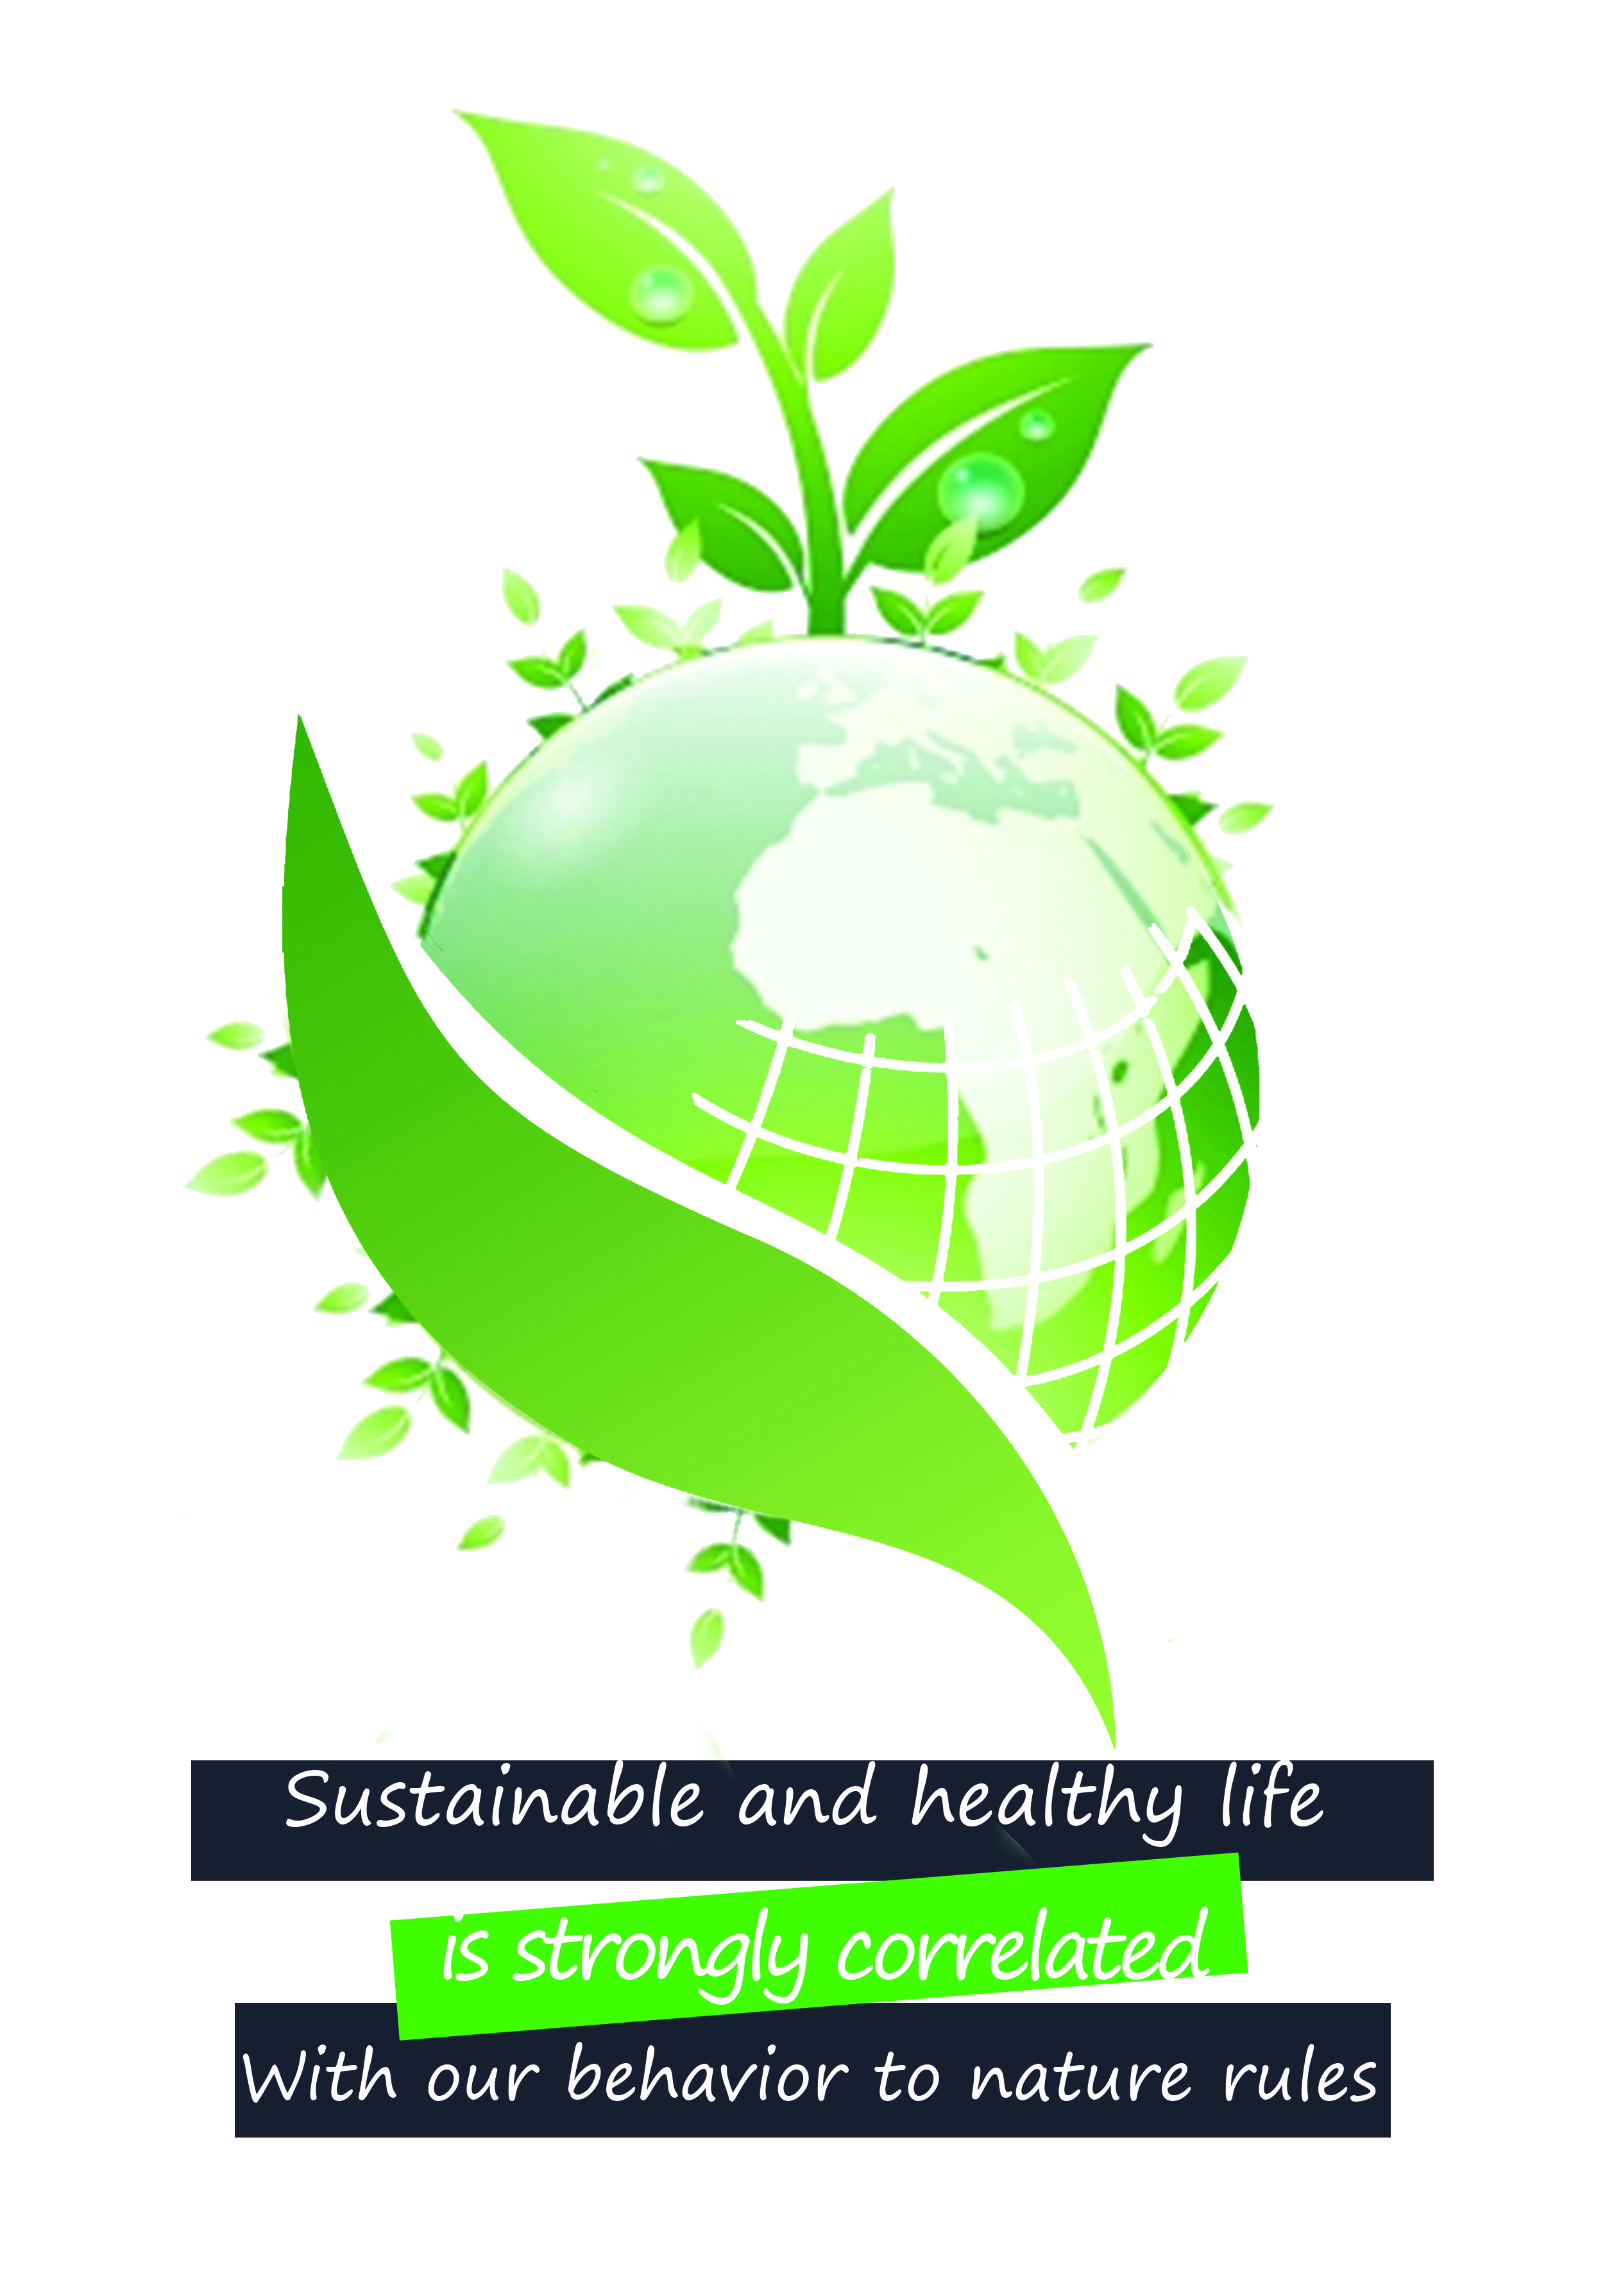 Sustainable and healthy life
is strongly correlated
With our behavior to nature rules